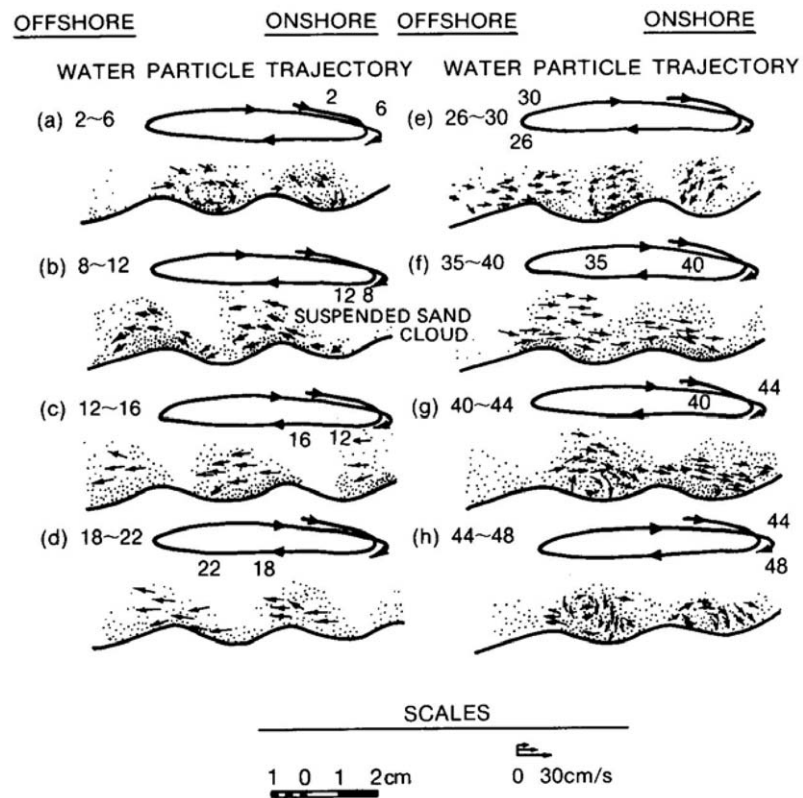 OFFSHORE ONSHORE OFFSHORE ONSHORE
WATER PARTICLE TRAJECTORY WATER PARTICLE TRAJECTORY
(a) 2~6 2 6
(e) 26~30 30 26
(b) 8~12 12 8
SUSPENDED SAND
CLOUD
(f) 35~40 35 40
(c) 12~16 16 12
(g) 40~44 40 44
(d) 18~22 22 18
(h) 44~48 44 48
SCALES
1 0 1 2cm 0 30cm/s